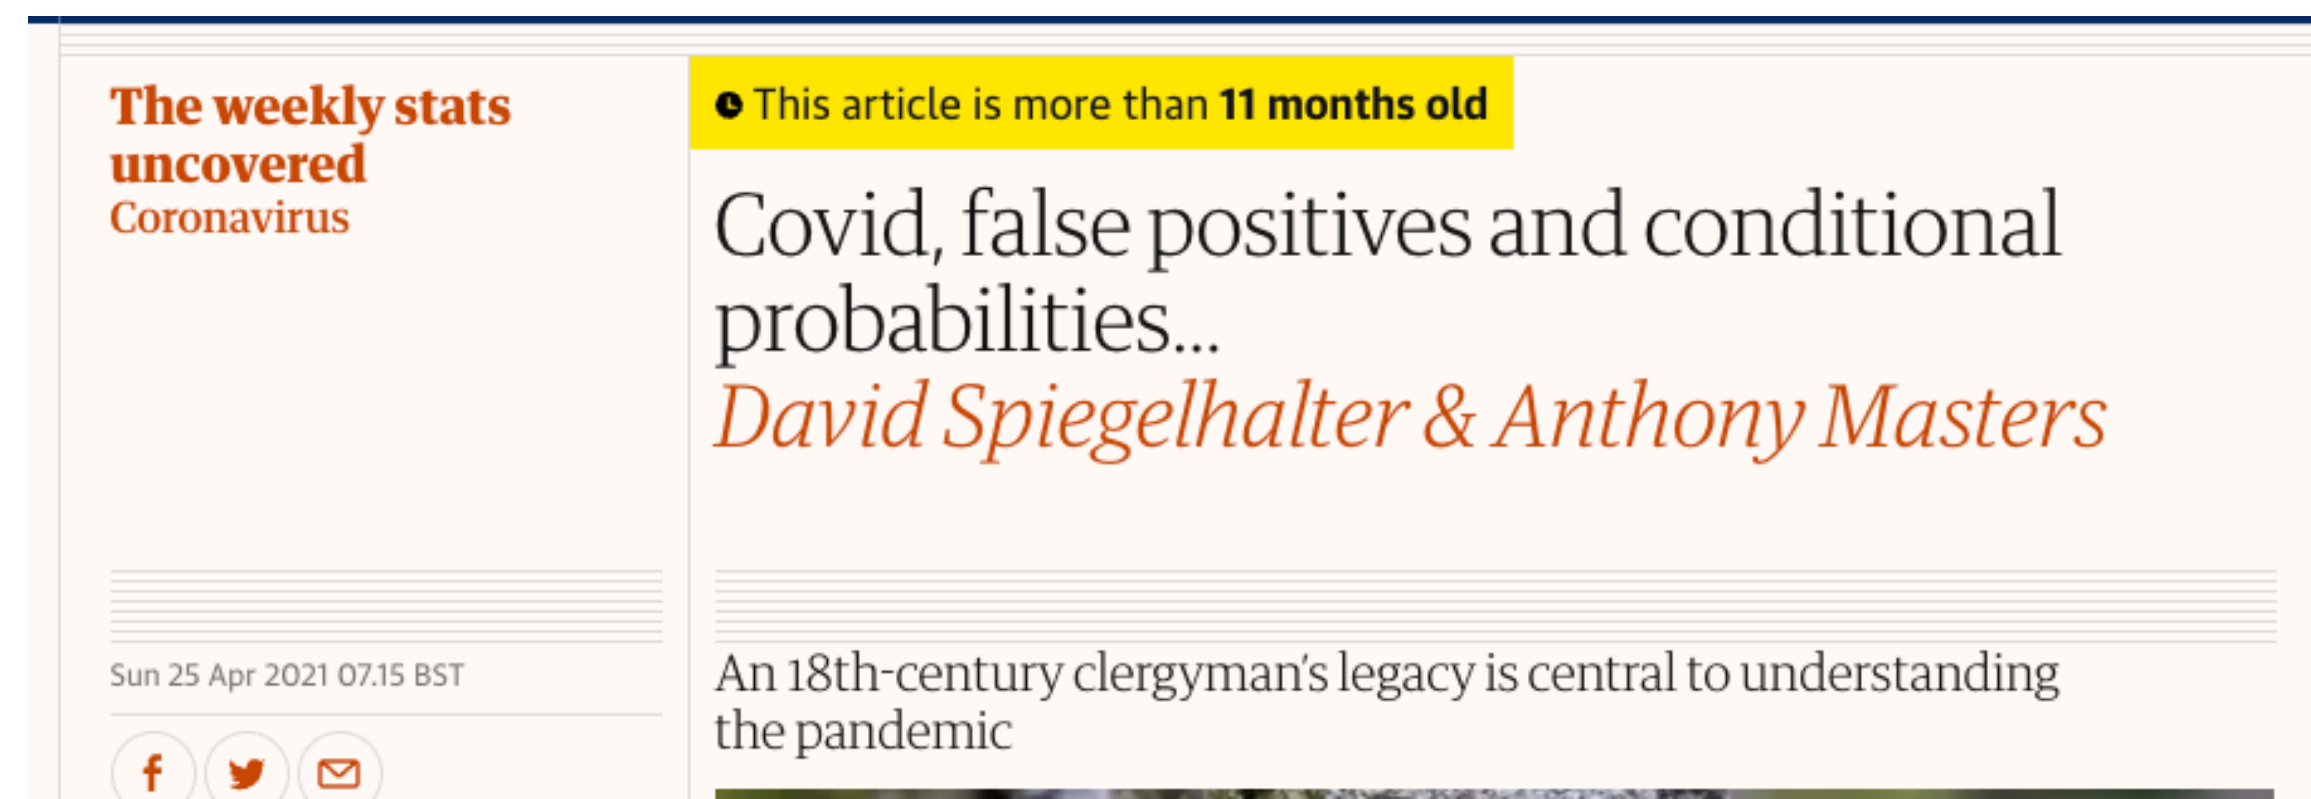 The weekly stats
uncovered
Coronavirus
This article is more than 11 months old
Covid, false positives and conditional
probabilities...
David Spiegelhalter & Anthony Masters
Sun 25 Apr 2021 07.15 BST
An 18th-century clergyman's legacy is central to understanding
the pandemic